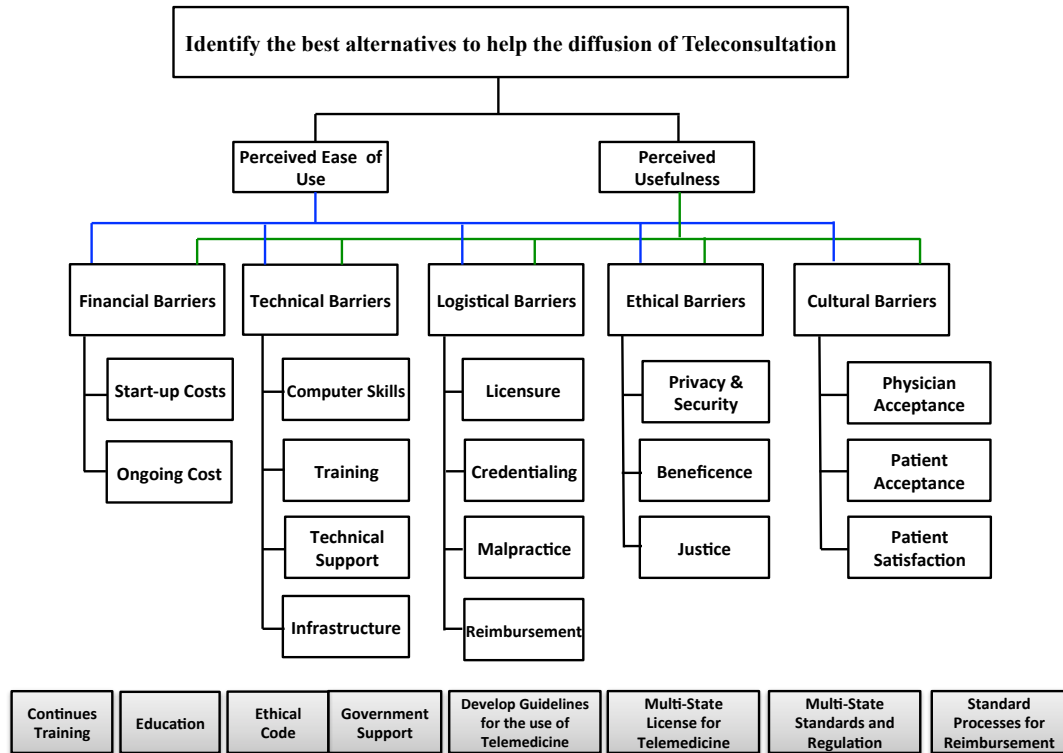 Identify the best alternatives to help the diffusion of Teleconsultation
Perceived Ease of
Use
Perceived
Usefulness
Financial Barriers
Technical Barriers
Logistical Barriers
Ethical Barriers
Cultural Barriers
Start-up Costs
Ongoing Cost
Computer Skills
Training
Technical
Support
Infrastructure
Licensure
Credentialing
Malpractice
Reimbursement
Privacy &
Security
Beneficence
Justice
Physician
Acceptance
Patient
Acceptance
Patient
Satisfaction
Continues
Training
Education
Ethical
Code
Government
Support
Develop Guidelines
for the use of
Telemedicine
Multi-State
License for
Telemedicine
Multi-State
Standards and
Regulation
Standard
Processes for
Reimbursement